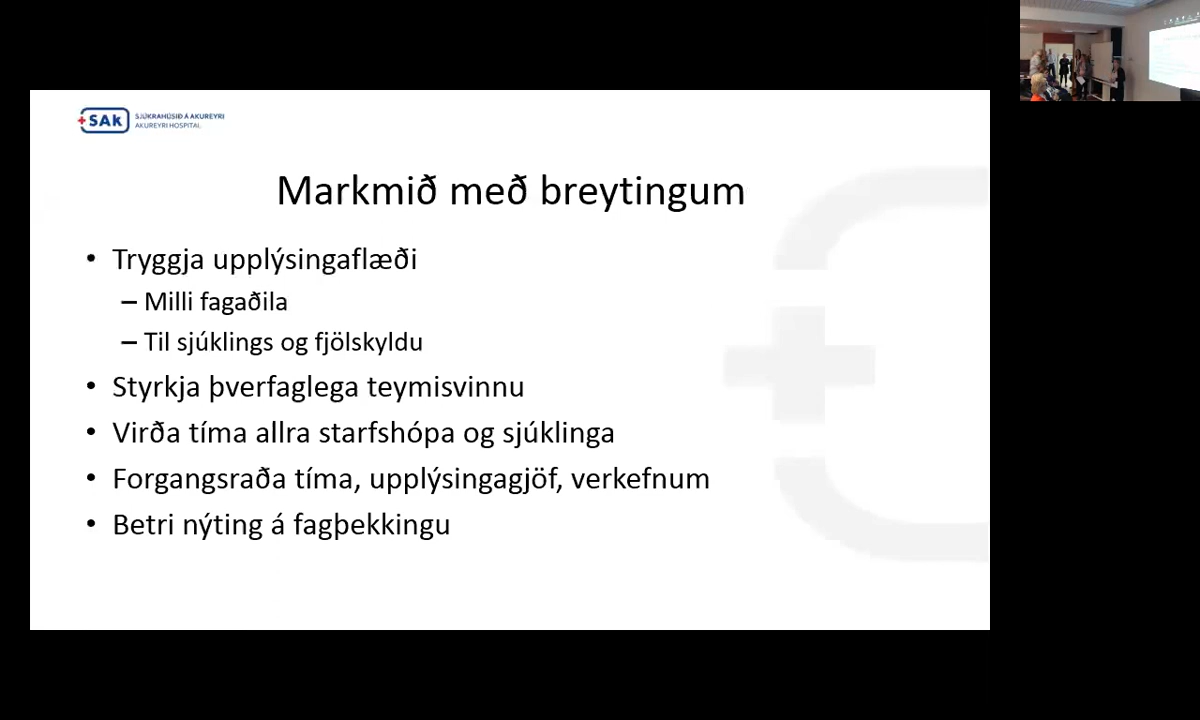 SAK
SJÚKRAHÚSIÐ Á AKUREYRI
AKUREYRI HOSPITAL
Markmið með breytingum
• Tryggja upplýsingaflæði
– Milli fagaðila
– Til sjúklings og fjölskyldu
• Styrkja þverfaglega teymisvinnu
• Virða tíma allra starfshópa og sjúklinga
• Forgangsraða tíma, upplýsingagjöf, verkefnum
• Betri nýting á fagþekkingu